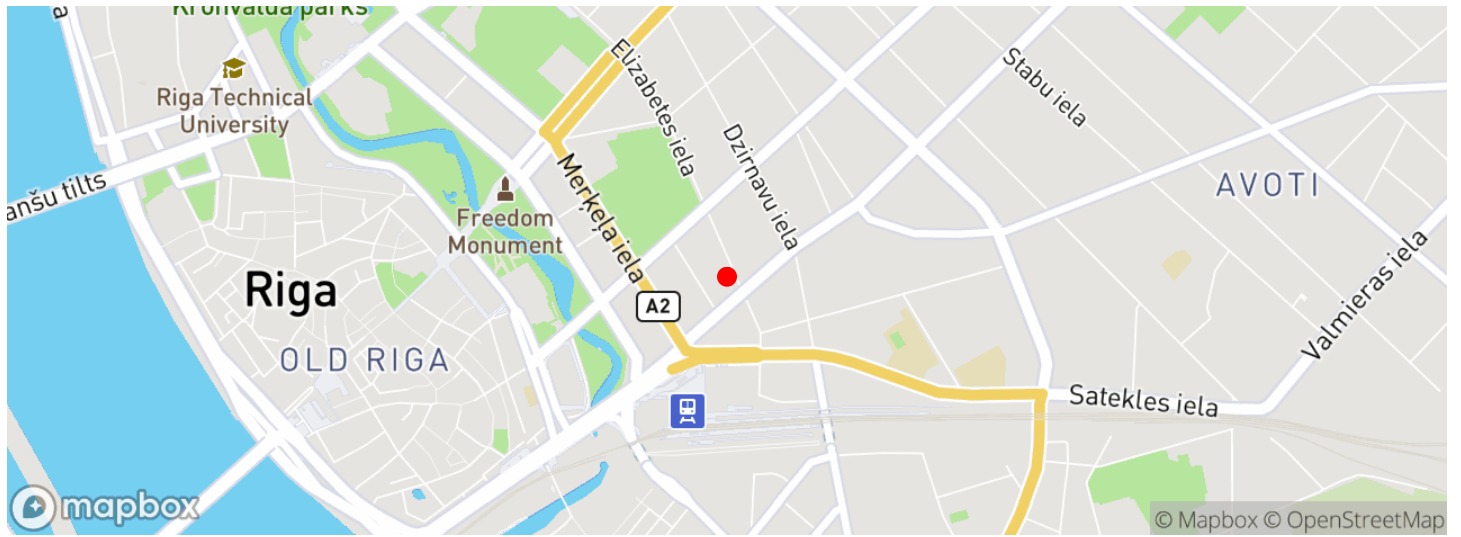 Kronvalda parks
Riga Technical
University
Elizabetes iela
Stabu iela
Dzirnavu iela
anšu tilts
Freedom
Monument
Merķeļa iela
AVOTI
Riga
A2
OLD RIGA
Valmieras iela
Satekles iela
mapbox
© Mapbox © OpenStreetMap